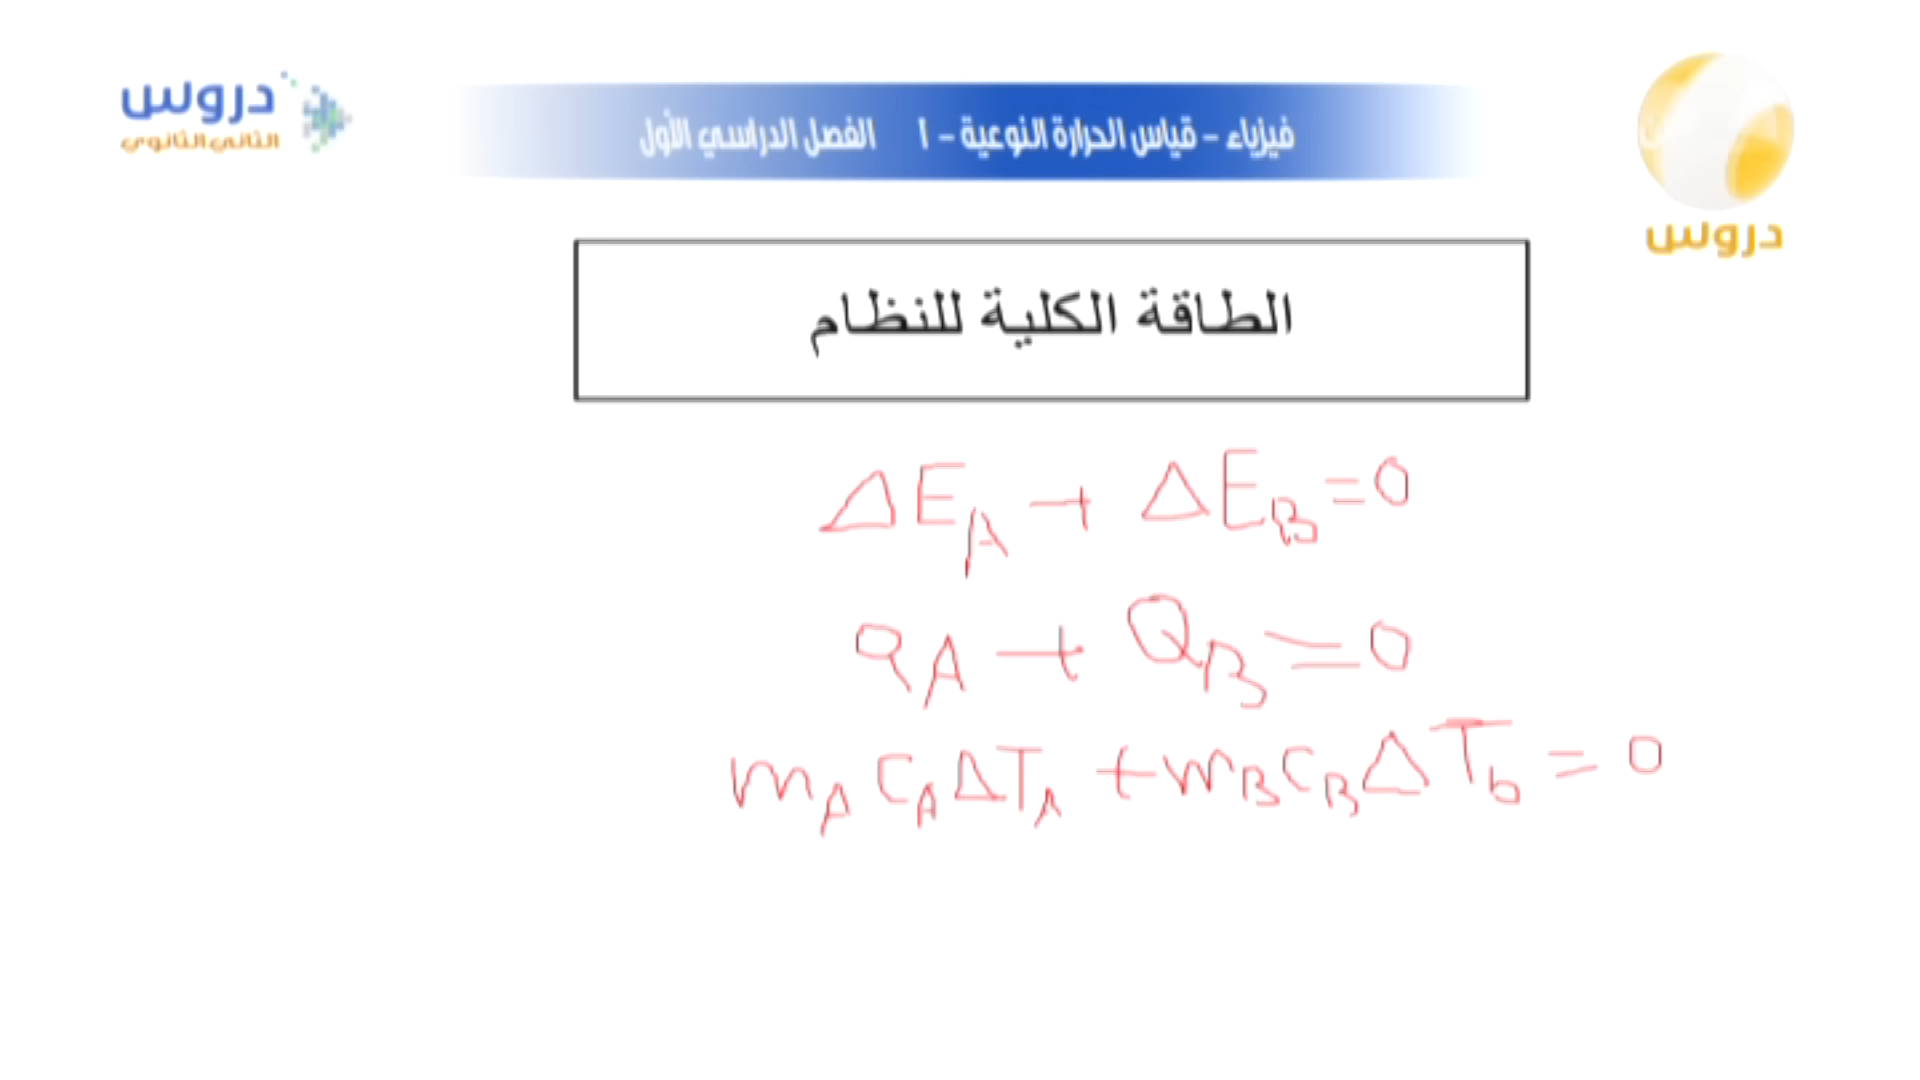 دروس
الثاني الثانوي
فيزياء - قياس الحرارة النوعية - 1 الفصل الدراسي الأول
دروس
الطاقة الكلية للنظام
ΔE_A + ΔE_B = 0
Q_A + Q_B = 0
m_A C_A ΔT_A + m_B C_B ΔT_b = 0